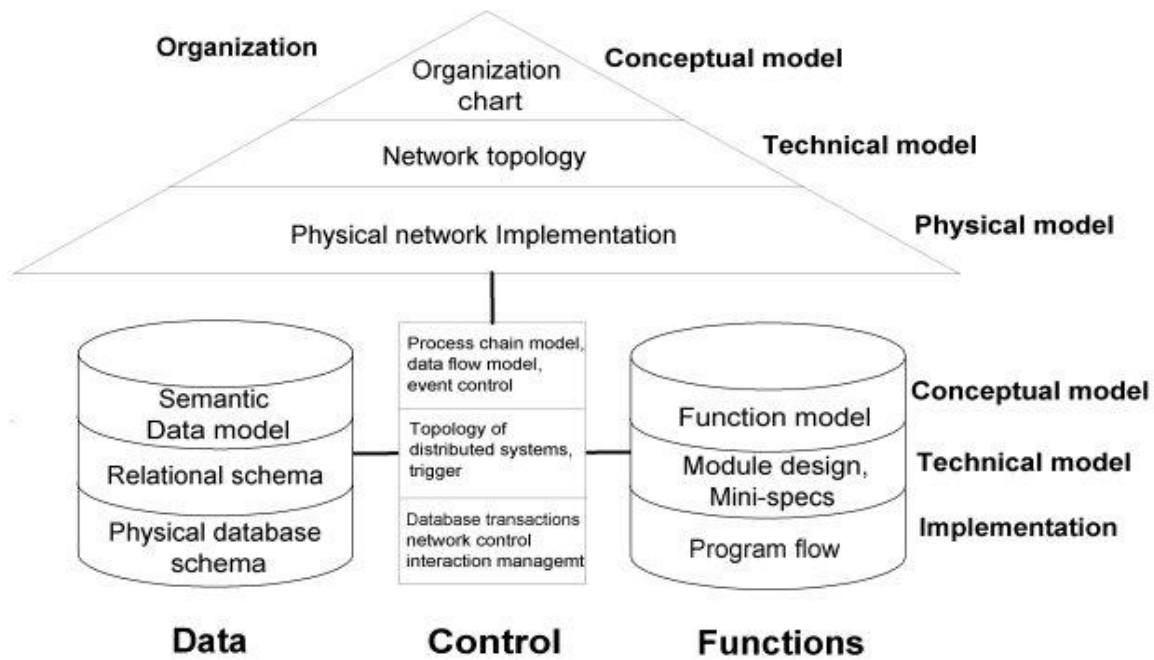 Organization
Conceptual model
Organization
chart
Technical model
Network topology
Physical model
Physical network Implementation
Process chain model,
data flow model,
event control
Conceptual model
Semantic
Data model
Function model
Topology of
distributed systems,
trigger
Technical model
Relational schema
Module design,
Mini-specs
Implementation
Database transactions
network control
interaction managemt
Physical database
schema
Program flow
Data
Control
Functions